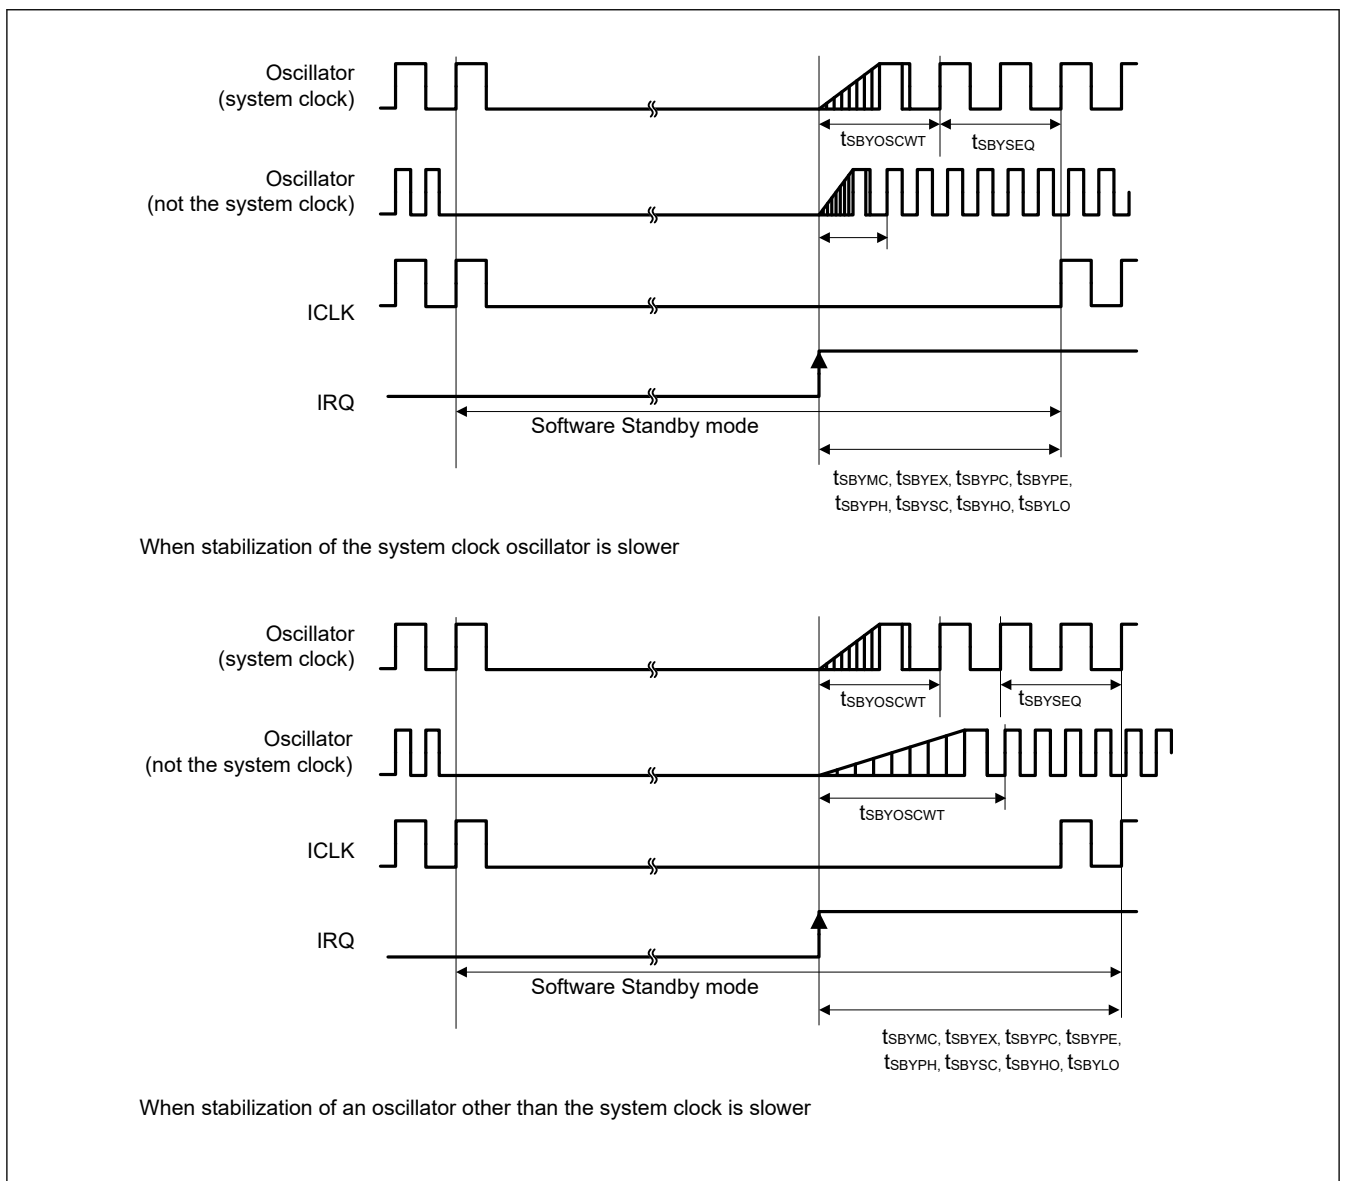 Oscillator
(system clock)
tSBYOSCWT
tSBYSEQ
Oscillator
(not the system clock)
ICLK
IRQ
Software Standby mode
tSBYMC, tSBYEX, tSBYPC, tSBYPE,
tSBYPH, tSBYSC, tSBYHO, tSBYLO
When stabilization of the system clock oscillator is slower
Oscillator
(system clock)
tSBYOSCWT
tSBYSEQ
Oscillator
(not the system clock)
tSBYOSCWT
ICLK
IRQ
Software Standby mode
tSBYMC, tSBYEX, tSBYPC, tSBYPE,
tSBYPH, tSBYSC, tSBYHO, tSBYLO
When stabilization of an oscillator other than the system clock is slower